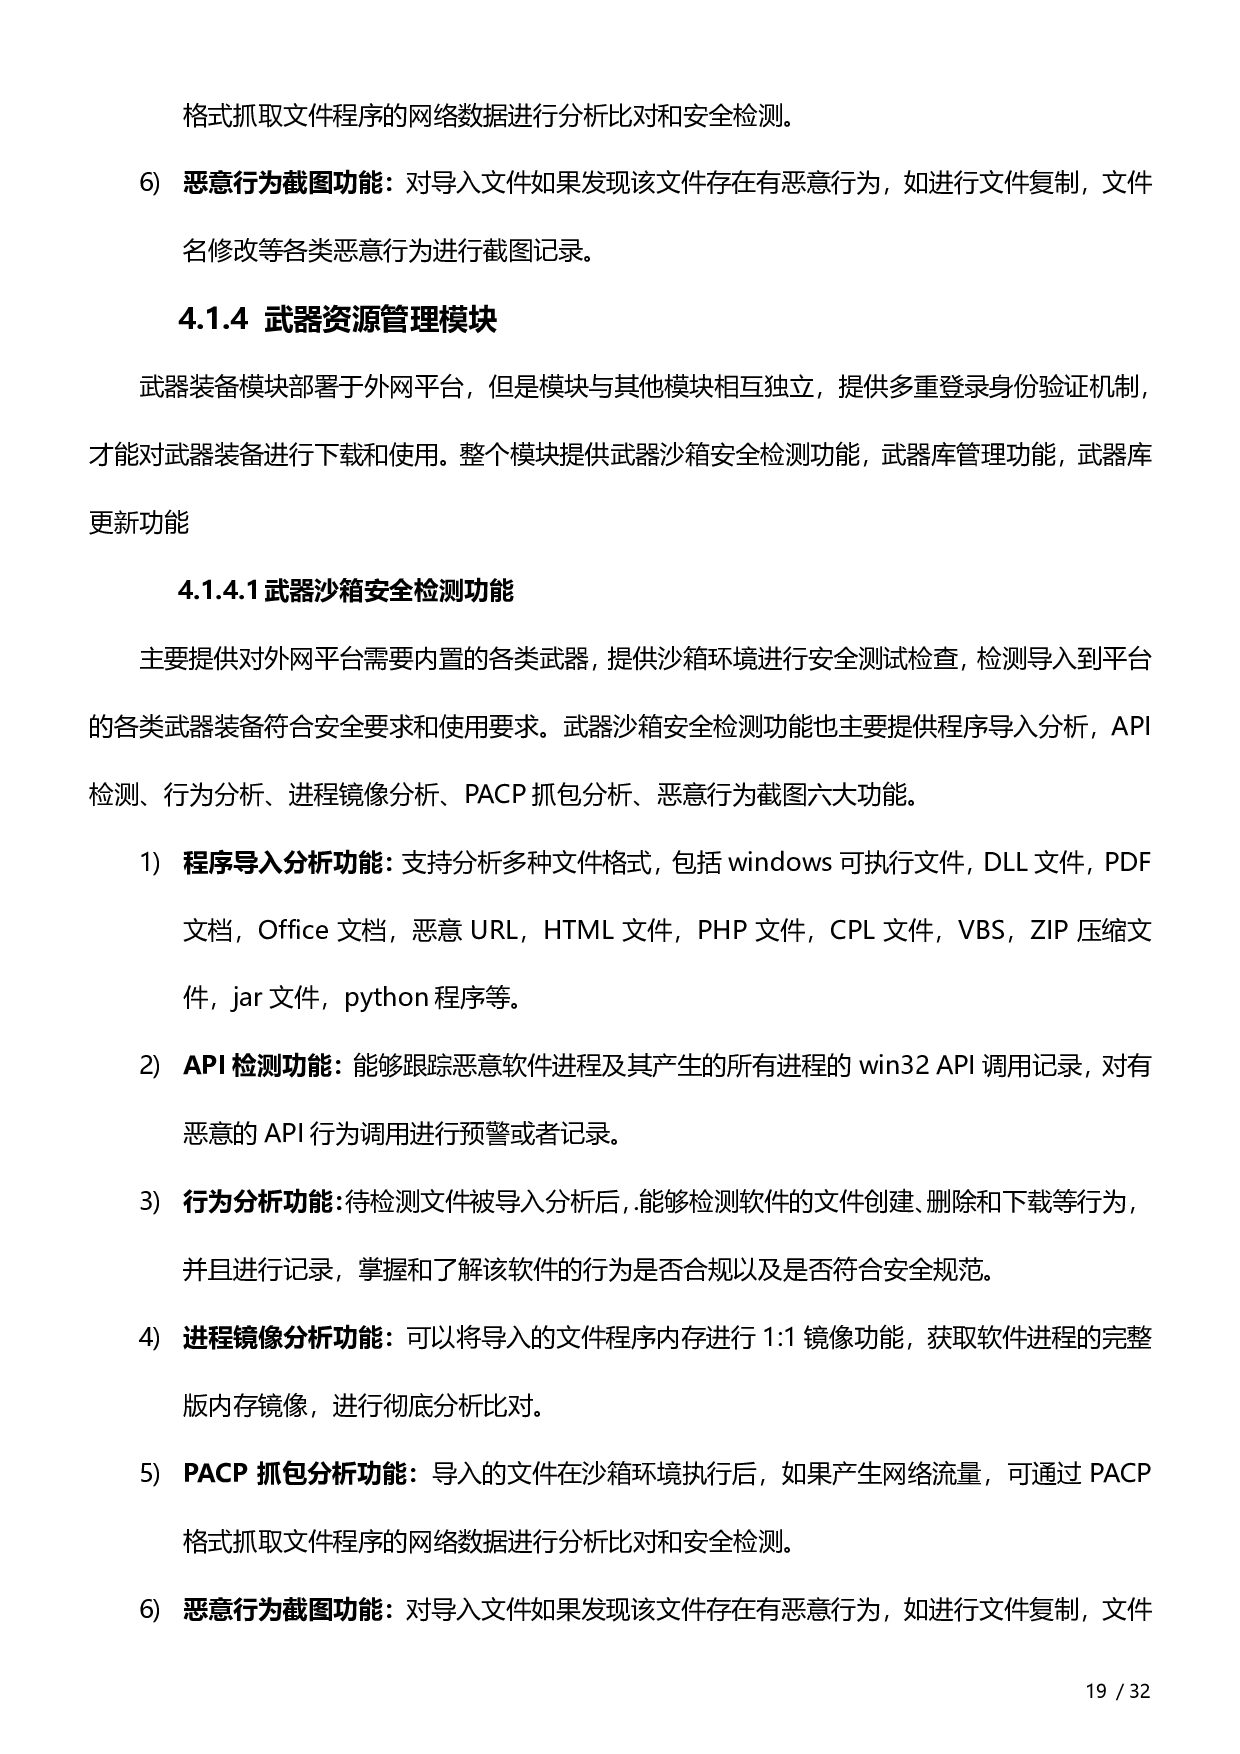 格式抓取文件程序的网络数据进行分析比对和安全检测。
6) 恶意行为截图功能：对导入文件如果发现该文件存在有恶意行为，如进行文件复制，文件
名修改等各类恶意行为进行截图记录。
4.1.4 武器资源管理模块
武器装备模块部署于外网平台，但是模块与其他模块相互独立，提供多重登录身份验证机制，
才能对武器装备进行下载和使用。整个模块提供武器沙箱安全检测功能，武器库管理功能，武器库
更新功能
4.1.4.1武器沙箱安全检测功能
主要提供对外网平台需要内置的各类武器，提供沙箱环境进行安全测试检查，检测导入到平台
的各类武器装备符合安全要求和使用要求。武器沙箱安全检测功能也主要提供程序导入分析，API
检测、行为分析、进程镜像分析、PACP 抓包分析、恶意行为截图六大功能。
1) 程序导入分析功能：支持分析多种文件格式，包括 windows 可执行文件，DLL 文件，PDF
文档，Office 文档，恶意 URL，HTML 文件，PHP 文件，CPL 文件，VBS，ZIP 压缩文
件，jar 文件，python 程序等。
2) API 检测功能：能够跟踪恶意软件进程及其产生的所有进程的 win32 API 调用记录，对有
恶意的 API 行为调用进行预警或者记录。
3) 行为分析功能：待检测文件被导入分析后，.能够检测软件的文件创建、删除和下载等行为，
并且进行记录，掌握和了解该软件的行为是否合规以及是否符合安全规范。
4) 进程镜像分析功能：可以将导入的文件程序内存进行 1:1 镜像功能，获取软件进程的完整
版内存镜像，进行彻底分析比对。
5) PACP 抓包分析功能：导入的文件在沙箱环境执行后，如果产生网络流量，可通过 PACP
格式抓取文件程序的网络数据进行分析比对和安全检测。
6) 恶意行为截图功能：对导入文件如果发现该文件存在有恶意行为，如进行文件复制，文件
19 / 32